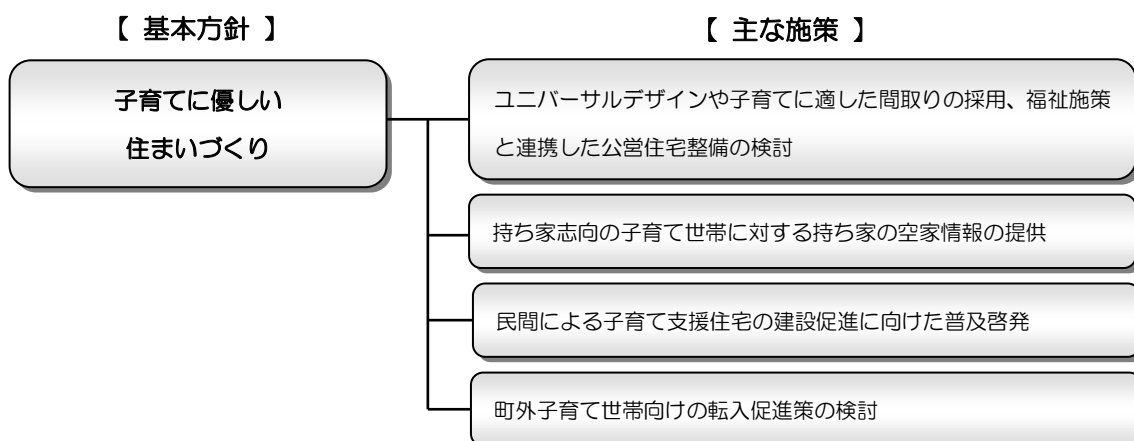 【 基本方針 】
【 主な施策 】
子育てに優しい
住まいづくり
ユニバーサルデザインや子育てに適した間取りの採用、福祉施策
と連携した公営住宅整備の検討
持ち家志向の子育て世帯に対する持ち家の空家情報の提供
民間による子育て支援住宅の建設促進に向けた普及啓発
町外子育て世帯向けの転入促進策の検討